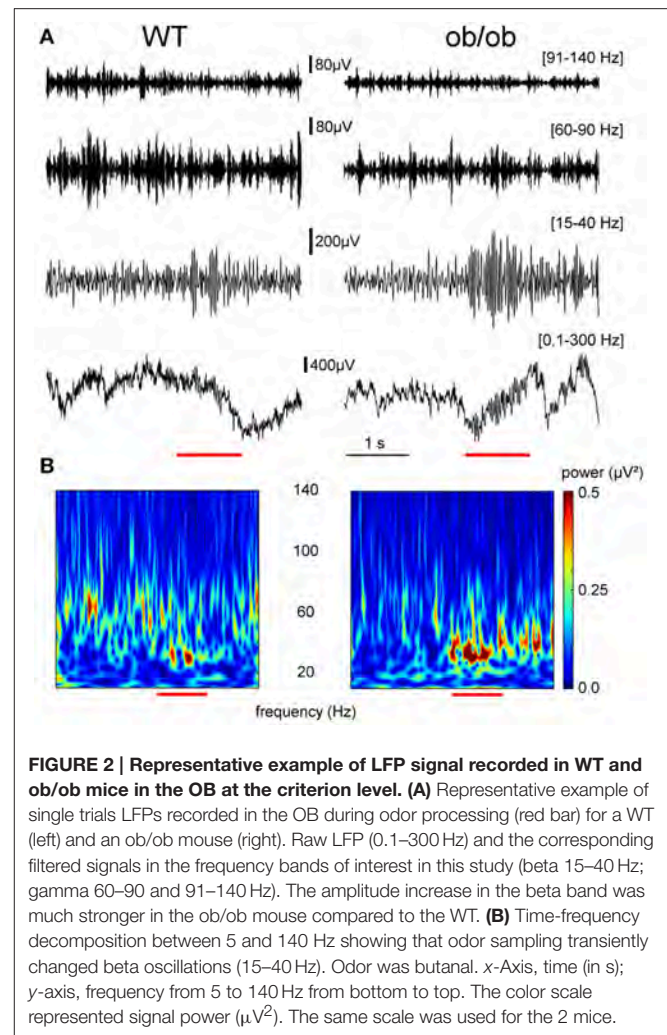 A
WT
ob/ob
80µV
[91-140 Hz]
80µV
[60-90 Hz]
200µV
[15-40 Hz]
400µV
[0.1-300 Hz]
1 s
B
power (µV²)
140
100
60
20
0.5
0.25
0.0
frequency (Hz)
FIGURE 2 | Representative example of LFP signal recorded in WT and
ob/ob mice in the OB at the criterion level. (A) Representative example of
single trials LFPs recorded in the OB during odor processing (red bar) for a WT
(left) and an ob/ob mouse (right). Raw LFP (0.1–300 Hz) and the corresponding
filtered signals in the frequency bands of interest in this study (beta 15–40 Hz;
gamma 60–90 and 91–140 Hz). The amplitude increase in the beta band was
much stronger in the ob/ob mouse compared to the WT. (B) Time-frequency
decomposition between 5 and 140 Hz showing that odor sampling transiently
changed beta oscillations (15–40 Hz). Odor was butanal. x-Axis, time (in s);
y-axis, frequency from 5 to 140 Hz from bottom to top. The color scale
represented signal power (µV²). The same scale was used for the 2 mice.